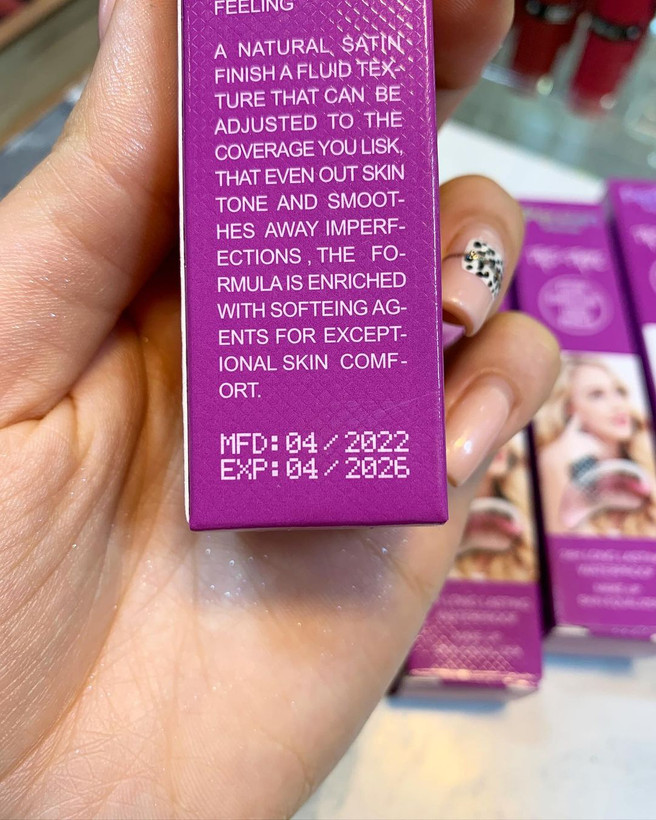 FEELING
A NATURAL SATIN
FINISH A FLUID TEX-
TURE THAT CAN BE
ADJUSTED TO THE
COVERAGE YOU LISK,
THAT EVEN OUT SKIN
TONE AND SMOOT-
HES AWAY IMPERF-
ECTIONS , THE FO-
RMULA IS ENRICHED
WITH SOFTEING AG-
ENTS FOR EXCEPT-
IONAL SKIN COMF-
ORT.
MFD:04/2022
EXP:04/2026